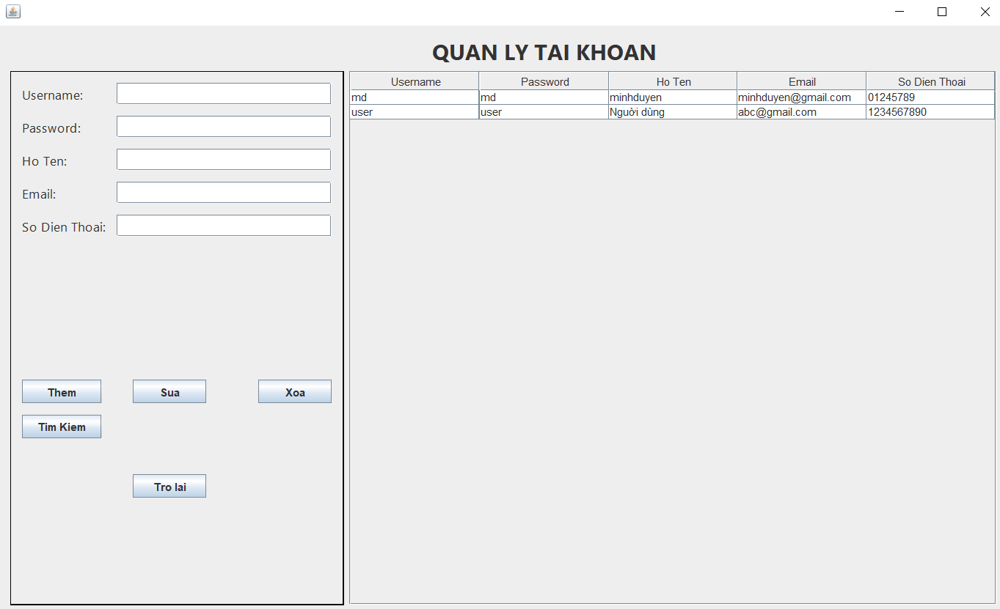 QUAN LY TAI KHOAN
Username:
Password:
Ho Ten:
Email:
So Dien Thoai:
Them Sua Xoa
Tim Kiem
Tro lai
Username Password Ho Ten Email So Dien Thoai
md md minhduyen minhduyen@gmail.com 01245789
user user Người dùng abc@gmail.com 1234567890